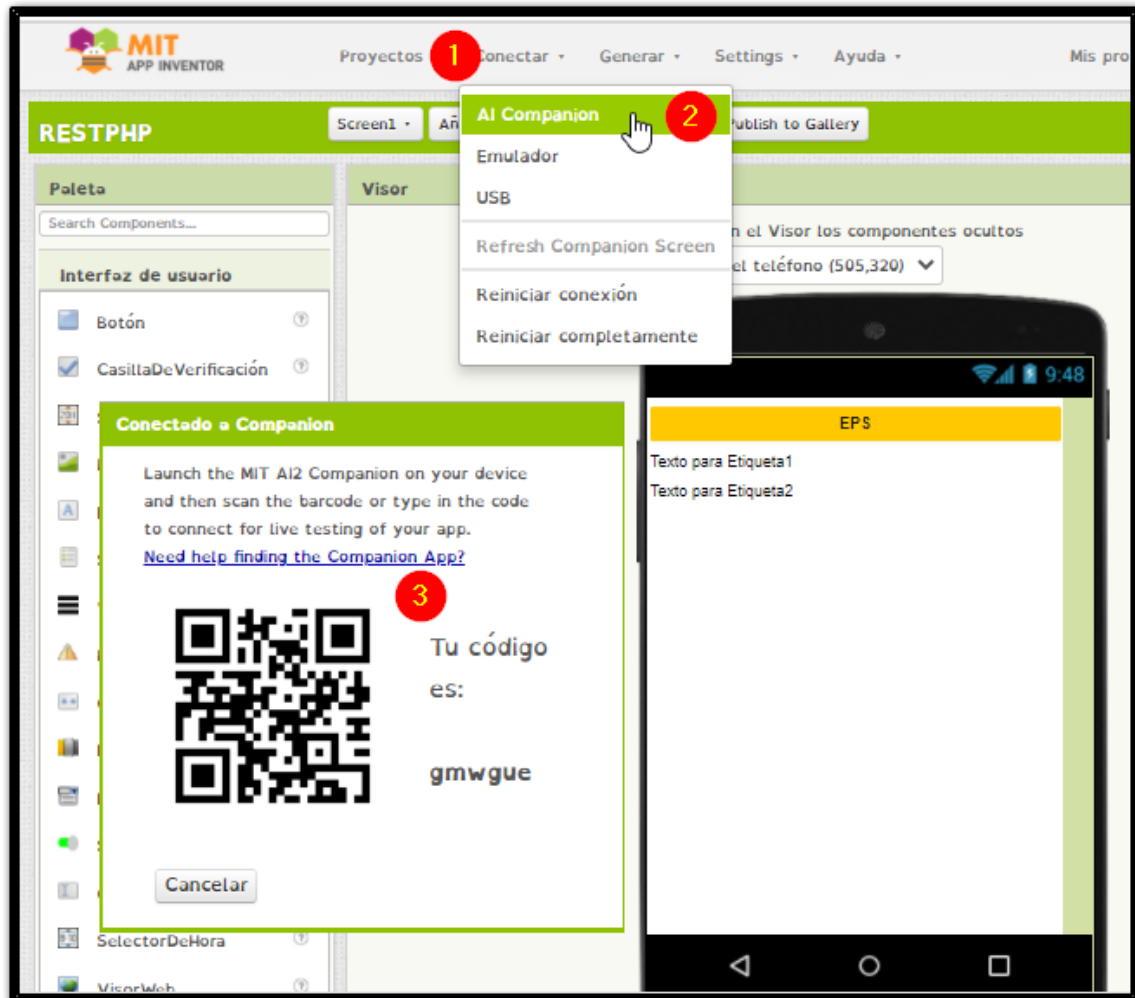 MIT
APP INVENTOR
Proyectos
1
Conectar
Generar
Settings
Ayuda
Mis pro
RESTPHP
Screen1
Añ
AI Companion
2
Publish to Gallery
Emulador
USB
Refresh Companion Screen
Reiniciar conexión
Reiniciar completamente
Paleta
Visor
Search Components...
n el Visor los componentes ocultos
el teléfono (505,320)
Interfaz de usuario
Botón
CasillaDeVerificación
9:48
EPS
Texto para Etiqueta1
Texto para Etiqueta2
Conectado a Companion
Launch the MIT AI2 Companion on your device
and then scan the barcode or type in the code
to connect for live testing of your app.
Need help finding the Companion App?
3
Tu código
es:
gmwgue
Cancelar
SelectorDeHora
VisorWeb